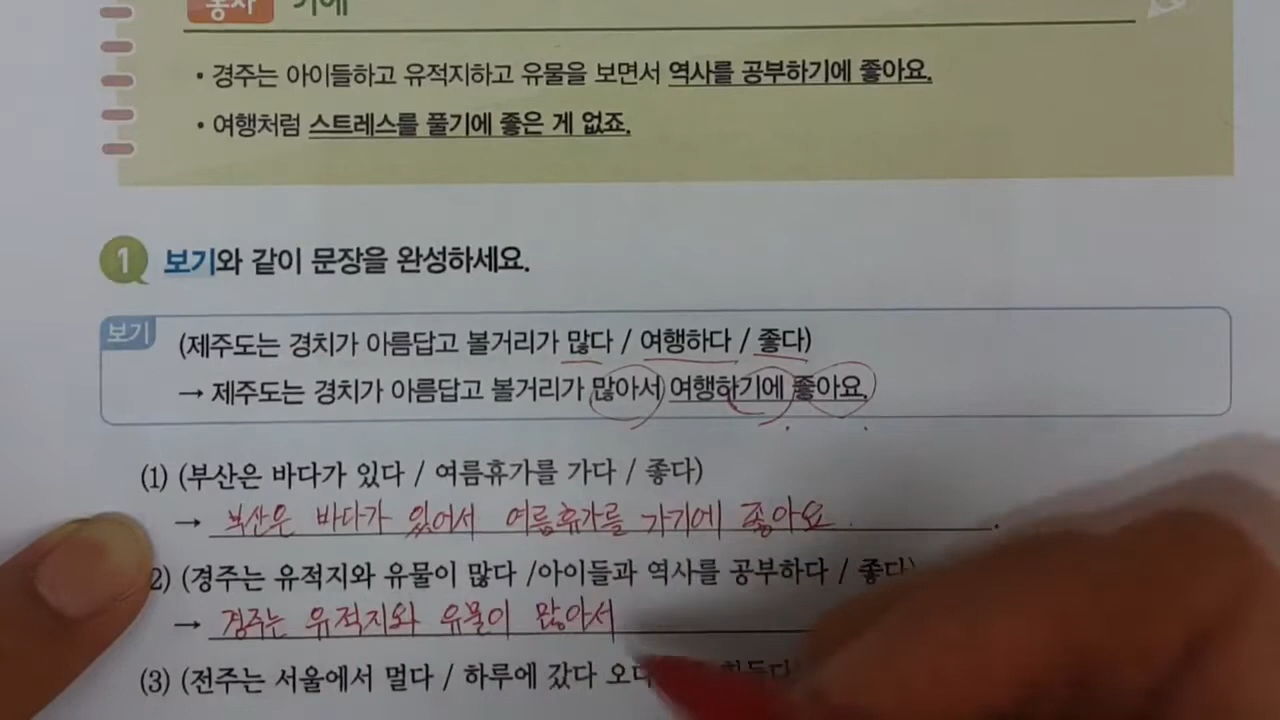 동사 기에
• 경주는 아이들하고 유적지하고 유물을 보면서 역사를 공부하기에 좋아요.
• 여행처럼 스트레스를 풀기에 좋은 게 없죠.
1 보기와 같이 문장을 완성하세요.
보기
(제주도는 경치가 아름답고 볼거리가 많다 / 여행하다 / 좋다)
→ 제주도는 경치가 아름답고 볼거리가 많아서 여행하기에 좋아요.
(1) (부산은 바다가 있다 / 여름휴가를 가다 / 좋다)
→ 부산은 바다가 있어서 여름휴가를 가기에 좋아요.
2) (경주는 유적지와 유물이 많다 /아이들과 역사를 공부하다 / 좋다)
→ 경주는 유적지와 유물이 많아서
(3) (전주는 서울에서 멀다 / 하루에 갔다 오다 힘들다